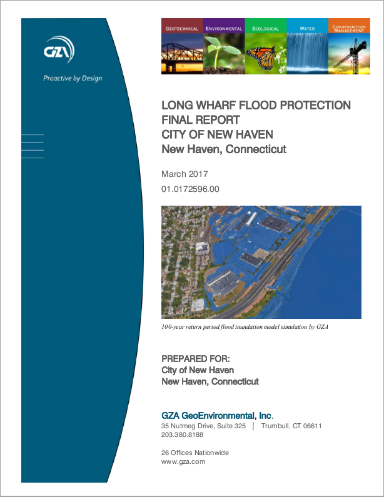 GZA
Proactive by Design
GEOTECHNICAL
ENVIRONMENTAL
ECOLOGICAL
WATER
CONSTRUCTION
MANAGEMENT
LONG WHARF FLOOD PROTECTION
FINAL REPORT
CITY OF NEW HAVEN
New Haven, Connecticut
March 2017
01.0172596.00
100-year return period flood inundation model simulation by GZA
PREPARED FOR:
City of New Haven
New Haven, Connecticut
GZA GeoEnvironmental, Inc.
35 Nutmeg Drive, Suite 325 | Trumbull, CT 06611
203.380.8188
26 Offices Nationwide
www.gza.com